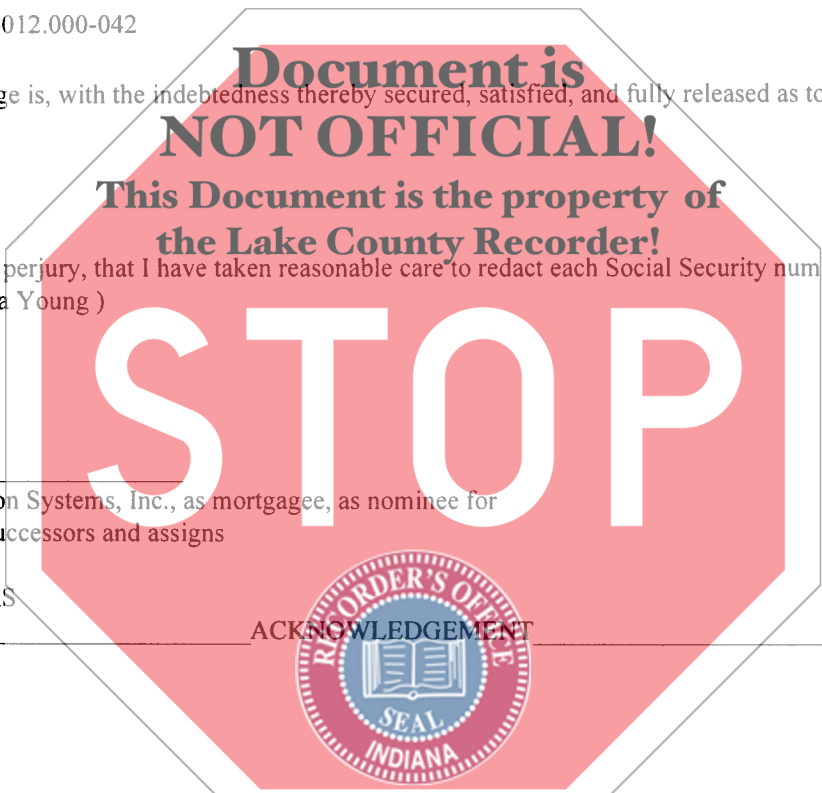 012.000-042
Document is
ge is, with the indebtedness thereby secured, satisfied, and fully released as to
NOT OFFICIAL!
This Document is the property of
the Lake County Recorder!
perjury, that I have taken reasonable care to redact each Social Security num
a Young )
STOP
on Systems, Inc., as mortgagee, as nominee for
uccessors and assigns
S
RECORDER'S OFFICE
ACKNOWLEDGEMENT
SEAL
INDIANA